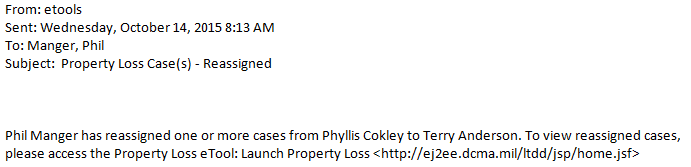 From: etools
Sent: Wednesday, October 14, 2015 8:13 AM
To: Manger, Phil
Subject:  Property Loss Case(s) - Reassigned
Phil Manger has reassigned one or more cases from Phyllis Cokley to Terry Anderson. To view reassigned cases,
please access the Property Loss eTool: Launch Property Loss <http://ej2ee.dcma.mil/ltdd/jsp/home.jsf>